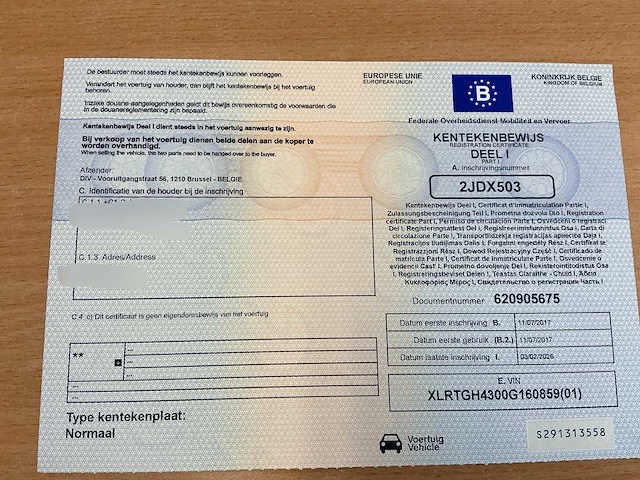 De bestuurder moet steeds het kentekenbewijs kunnen voorleggen.
Verandert het voertuig van houder, dan blijft het kentekenbewijs bij het voertuig
behoren.
Inzake douane-aangelegenheden geldt dit bewijs overeenkomstig de voorwaarden die
in de douanereglementering zijn bepaald.
Kentekenbewijs Deel I dient steeds in het voertuig aanwezig te zijn.
Bij verkoop van het voertuig dienen beide delen aan de koper te
worden overhandigd.
When selling the vehicle, the two parts need to be handed over to the buyer.
Afzender:
DIV - Vooruitgangstraat 56, 1210 Brussel - BELGIE
C. Identificatie van de houder bij de inschrijving
C.1.3. Adres/Address
C.4. c) Dit certificaat is geen eigendomsbewijs van het voertuig
**
...
...
...
...
...
Type kentekenplaat:
Normaal
EUROPESE UNIE
EUROPEAN UNION
B
KONINKRIJK BELGIE
KINGDOM OF BELGIUM
Federale Overheidsdienst Mobiliteit en Vervoer
KENTEKENBEWIJS
REGISTRATION CERTIFICATE
DEEL I
PART I
A. Inschrijvingsnummer
2JDX503
Kentekenbewijs Deel I, Certificat d'immatriculation Partie I,
Zulassungsbescheinigung Teil I, Prometna dozvola Dio I, Registration
certificate Part I, Permiso de circulación Parte I, Osvědčení o registraci
Del I, Registreringsattest Del I, Registreerimistunnistus Osa I, Carta di
circolazione Parte I, Transportlīdzekļa reģistrācijas apliecība Daļa I,
Registracijos liudijimas Dalis I, Forgalmi engedély Rész I, Certifikat ta'
Reġistrazzjoni I, Dowód Rejestracyjny Część I, Certificado de
matrícula Parte I, Certificat de înmatriculare Partea I, Osvedčenie o
evidencii Časť I, Prometno dovoljenje Del I, Rekisteröintitodistus Osa
I, Registreringsbeviset Delen I, Teastas Cláraithe - Chuid I, Άδεια
Κυκλοφορίας Μέρος I, Свидетелство о регистрации Часть I
Documentnummer 620905675
Datum eerste inschrijving B. 11/07/2017
Datum eerste gebruik (B.2.) 11/07/2017
Datum laatste inschrijving I. 03/02/2026
E. VIN
XLRTGH4300G160859(01)
Voertuig
Vehicle
S291313558